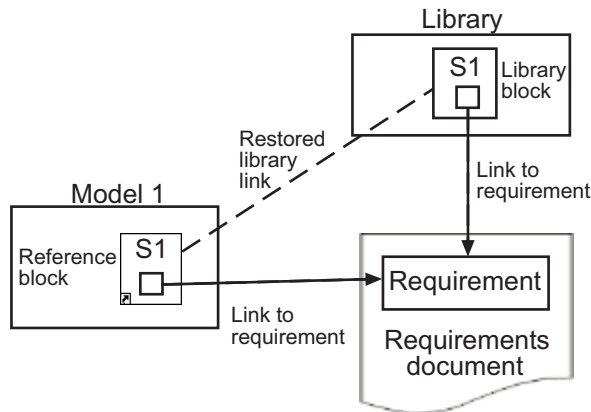 Library
S1
Library
block
Restored
library
link
Link to
requirement
Model 1
S1
Reference
block
Requirement
Link to
requirement
Requirements
document